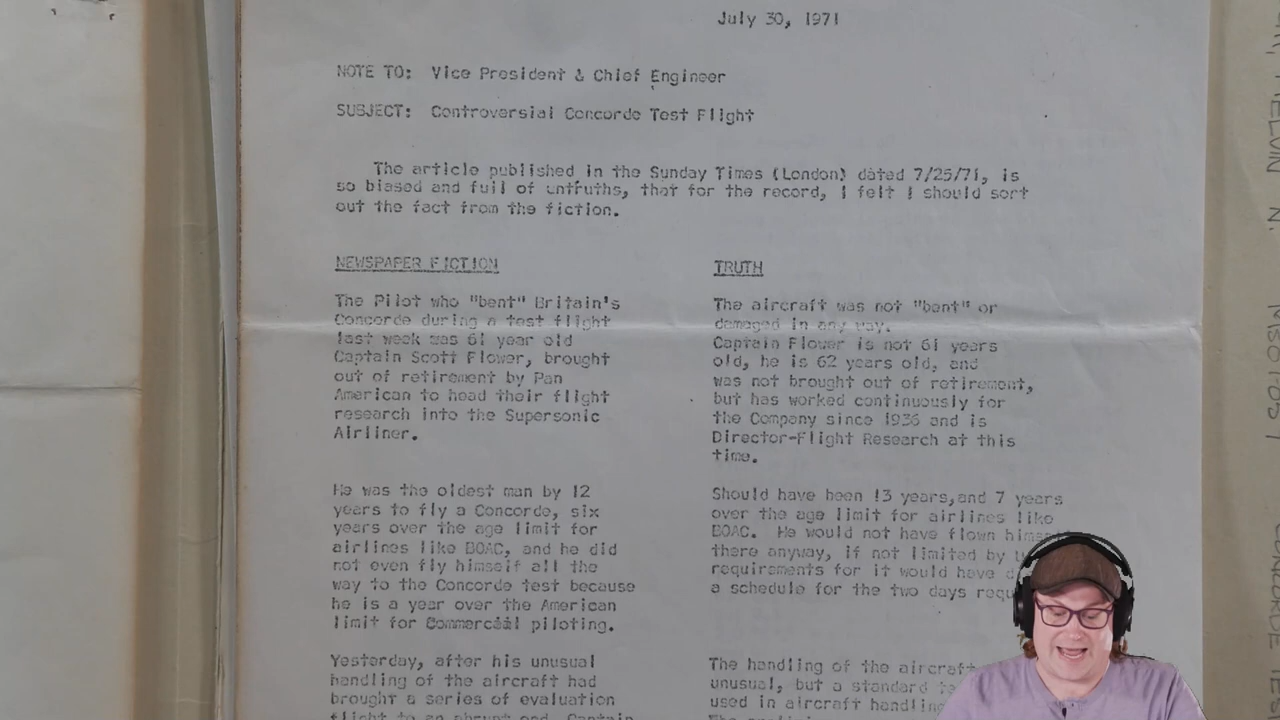 July 30, 1971
NOTE TO: Vice President & Chief Engineer
SUBJECT: Controversial Concorde Test Flight
The article published in the Sunday Times (London) dated 7/25/71, is
so biased and full of untruths, that for the record, I felt I should sort
out the fact from the fiction.
NEWSPAPER FICTION
The Pilot who "bent" Britain's
Concorde during a test flight
last week was 61 year old
Captain Scott Flower, brought
out of retirement by Pan
American to head their flight
research into the Supersonic
Airliner.
He was the oldest man by 12
years to fly a Concorde, six
years over the age limit for
airlines like BOAC, and he did
not even fly himself all the
way to the Concorde test because
he is a year over the American
limit for Commercial piloting.
Yesterday, after his unusual
handling of the aircraft had
brought a series of evaluation
flight to an abrupt end, Captain
TRUTH
The aircraft was not "bent" or
damaged in any way.
Captain Flower is not 61 years
old, he is 62 years old, and
was not brought out of retirement,
but has worked continuously for
the Company since 1936 and is
Director-Flight Research at this
time.
Should have been 13 years,and 7 years
over the age limit for airlines like
BOAC. He would not have flown
there anyway, if not limited by
requirements for it would have
a schedule for the two days
The handling of the aircraft
unusual, but a standard
used in aircraft handling
MELVIN N.